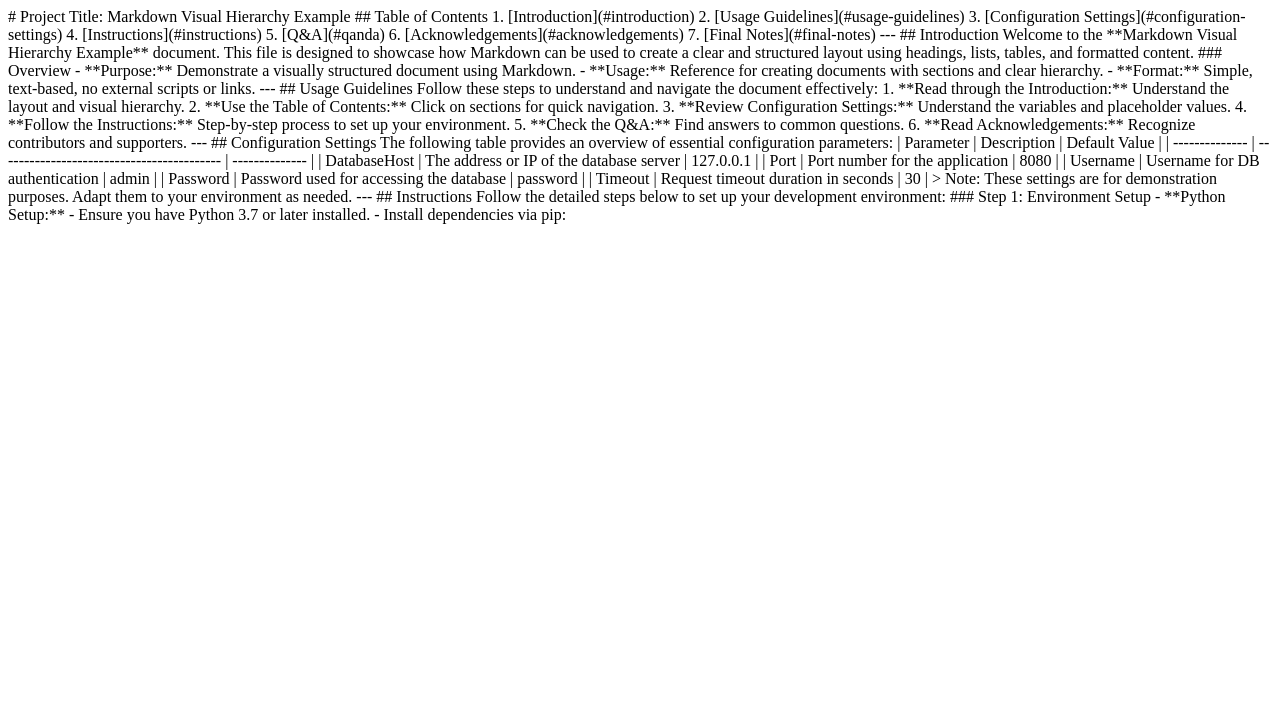 # Project Title: Markdown Visual Hierarchy Example ## Table of Contents 1. [Introduction](#introduction) 2. [Usage Guidelines](#usage-guidelines) 3. [Configuration Settings](#configuration-
settings) 4. [Instructions](#instructions) 5. [Q&A](#qanda) 6. [Acknowledgements](#acknowledgements) 7. [Final Notes](#final-notes) --- ## Introduction Welcome to the **Markdown Visual
Hierarchy Example** document. This file is designed to showcase how Markdown can be used to create a clear and structured layout using headings, lists, tables, and formatted content. ###
Overview - **Purpose:** Demonstrate a visually structured document using Markdown. - **Usage:** Reference for creating documents with sections and clear hierarchy. - **Format:** Simple,
text-based, no external scripts or links. --- ## Usage Guidelines Follow these steps to understand and navigate the document effectively: 1. **Read through the Introduction:** Understand the
layout and visual hierarchy. 2. **Use the Table of Contents:** Click on sections for quick navigation. 3. **Review Configuration Settings:** Understand the variables and placeholder values. 4.
**Follow the Instructions:** Step-by-step process to set up your environment. 5. **Check the Q&A:** Find answers to common questions. 6. **Read Acknowledgements:** Recognize
contributors and supporters. --- ## Configuration Settings The following table provides an overview of essential configuration parameters: | Parameter | Description | Default Value | | -------------- | --
---------------------------------------- | -------------- | | DatabaseHost | The address or IP of the database server | 127.0.0.1 | | Port | Port number for the application | 8080 | | Username | Username for DB
authentication | admin | | Password | Password used for accessing the database | password | | Timeout | Request timeout duration in seconds | 30 | > Note: These settings are for demonstration
purposes. Adapt them to your environment as needed. --- ## Instructions Follow the detailed steps below to set up your development environment: ### Step 1: Environment Setup - **Python
Setup:** - Ensure you have Python 3.7 or later installed. - Install dependencies via pip: